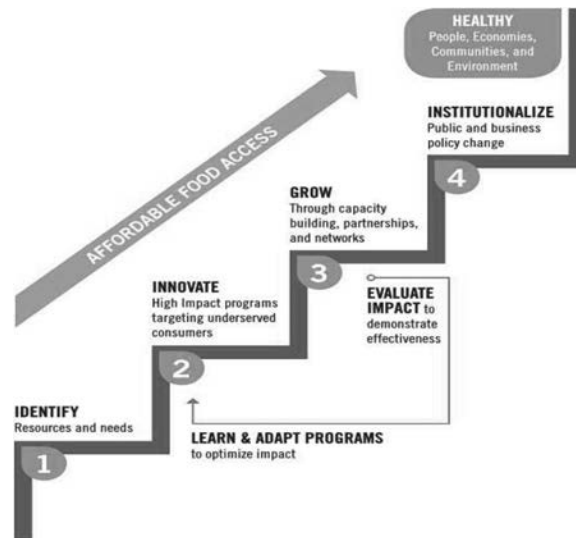 HEALTHY
People, Economies,
Communities, and
Environment
INSTITUTIONALIZE
Public and business
policy change
4
AFFORDABLE FOOD ACCESS
GROW
Through capacity
building, partnerships,
and networks
3
EVALUATE
IMPACT to
demonstrate
effectiveness
INNOVATE
High Impact programs
targeting underserved
consumers
2
LEARN & ADAPT PROGRAMS
to optimize impact
IDENTIFY
Resources and needs
1